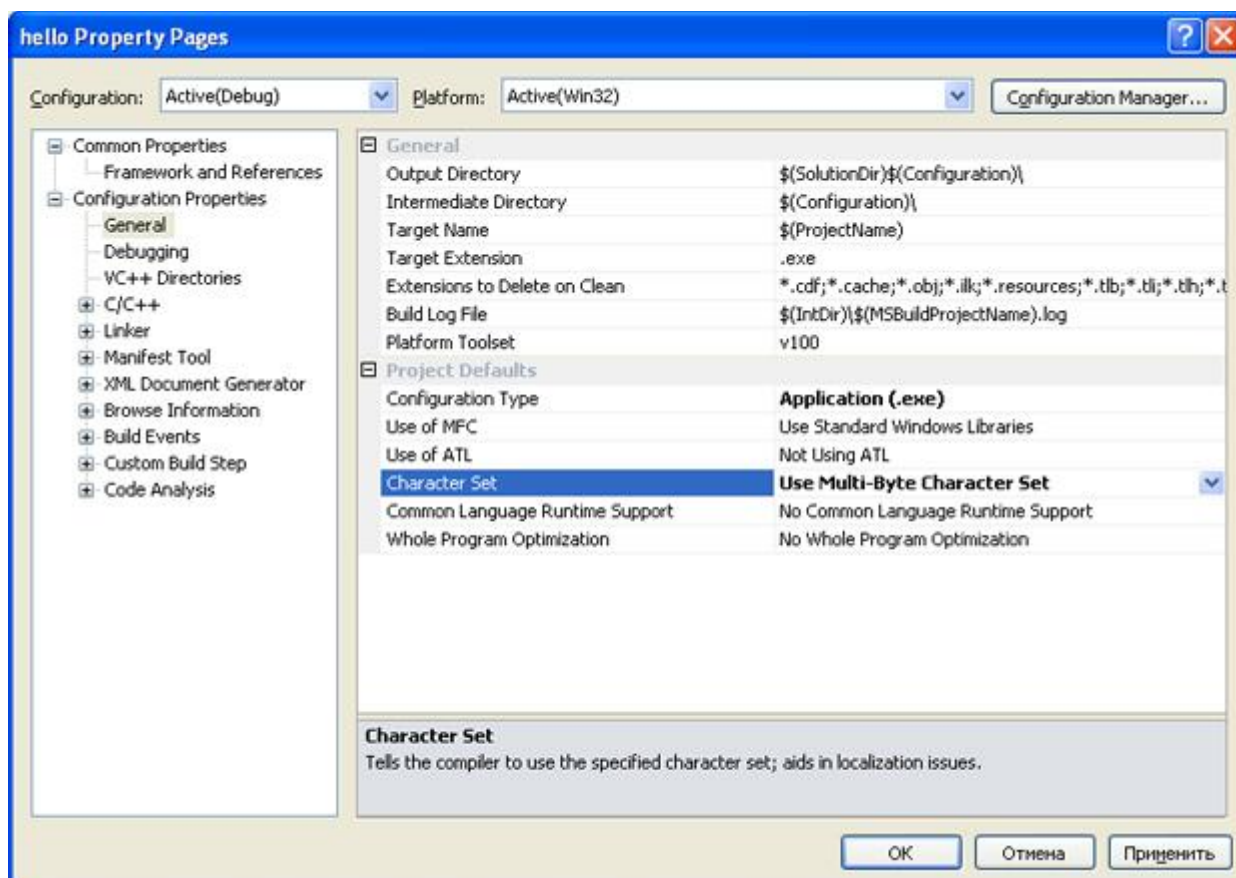 hello Property Pages
Configuration: Active(Debug) Platform: Active(Win32) Configuration Manager...
Common Properties
Framework and References
Configuration Properties
General
Debugging
VC++ Directories
C/C++
Linker
Manifest Tool
XML Document Generator
Browse Information
Build Events
Custom Build Step
Code Analysis
General
Output Directory $(SolutionDir)$(Configuration)\
Intermediate Directory $(Configuration)\
Target Name $(ProjectName)
Target Extension .exe
Extensions to Delete on Clean *.cdf;*.cache;*.obj;*.ilk;*.resources;*.tlb;*.tli;*.tlh;*.t
Build Log File $(IntDir)\$(MSBuildProjectName).log
Platform Toolset v100
Project Defaults
Configuration Type Application (.exe)
Use of MFC Use Standard Windows Libraries
Use of ATL Not Using ATL
Character Set Use Multi-Byte Character Set
Common Language Runtime Support No Common Language Runtime Support
Whole Program Optimization No Whole Program Optimization
Character Set
Tells the compiler to use the specified character set; aids in localization issues.
OK Отмена Применить